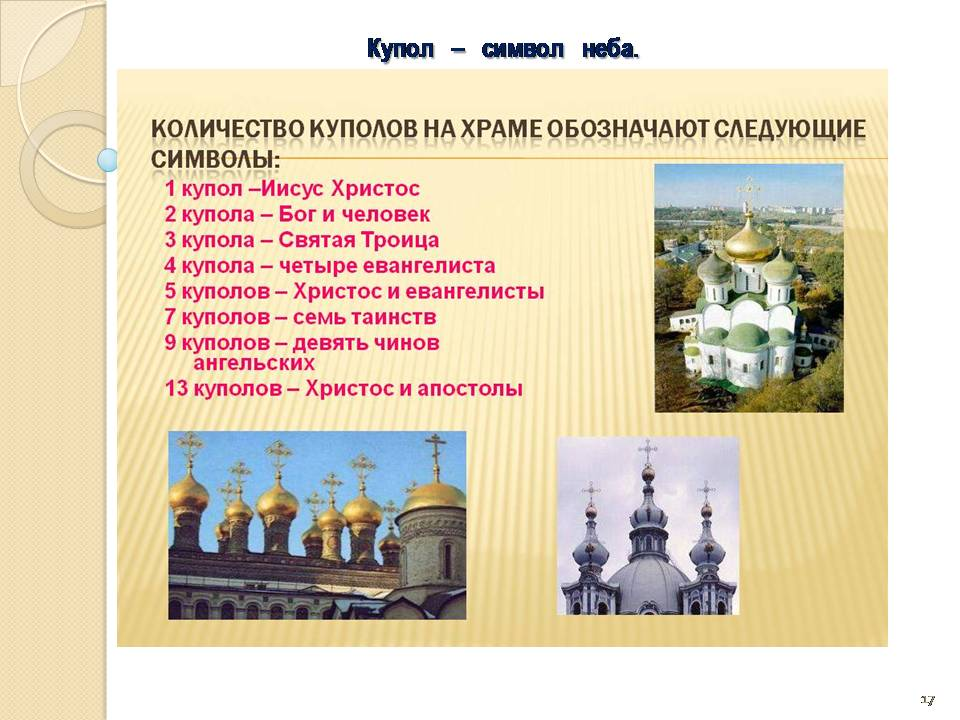 Купол – символ неба.
КОЛИЧЕСТВО КУПОЛОВ НА ХРАМЕ ОБОЗНАЧАЮТ СЛЕДУЮЩИЕ
СИМВОЛЫ:
1 купол –Иисус Христос
2 купола – Бог и человек
3 купола – Святая Троица
4 купола – четыре евангелиста
5 куполов – Христос и евангелисты
7 куполов – семь таинств
9 куполов – девять чинов
ангельских
13 куполов – Христос и апостолы
17